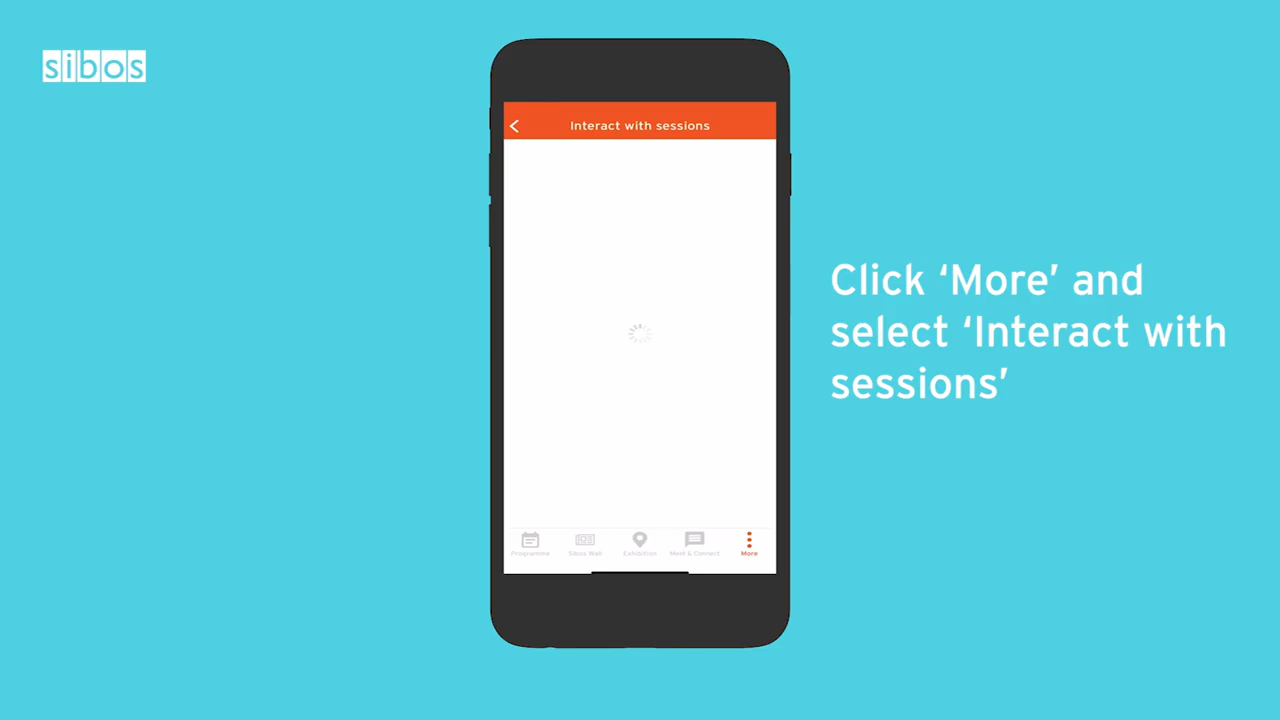 sibos
Interact with sessions
Click ‘More’ and
select ‘Interact with
sessions’
Programme
Sibos Wall
Exhibition
Meet & Connect
More